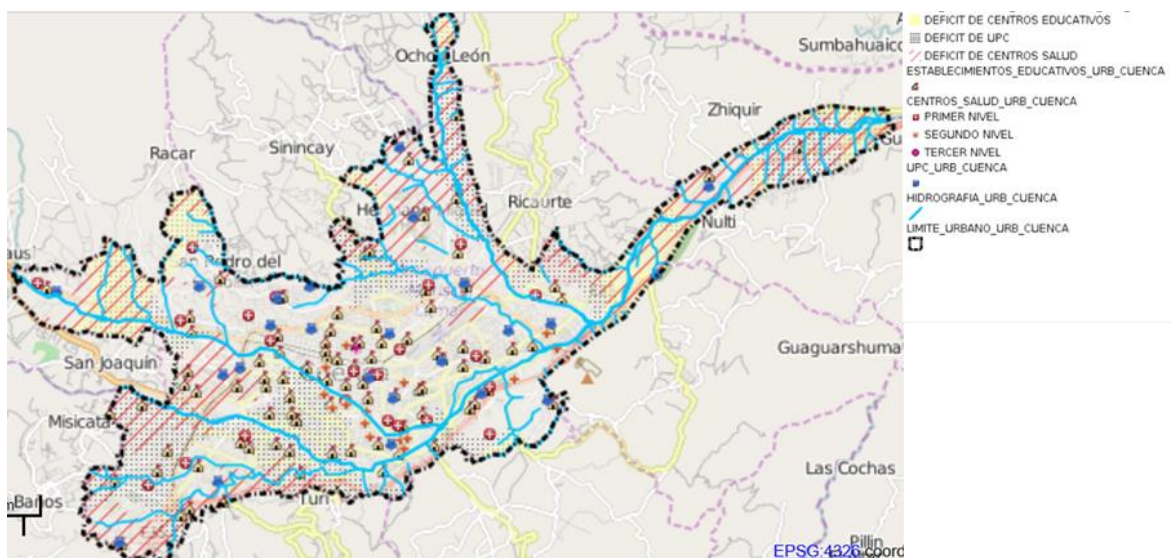 DEFICIT DE CENTROS EDUCATIVOS
DEFICIT DE UPC
DEFICIT DE CENTROS SALUD
ESTABLECIMIENTOS_EDUCATIVOS_URB_CUENCA
CENTROS_SALUD_URB_CUENCA
PRIMER NIVEL
SEGUNDO NIVEL
TERCER NIVEL
UPC_URB_CUENCA
HIDROGRAFIA_URB_CUENCA
LIMITE_URBANO_URB_CUENCA
Sumbahuaico
León
Zhiquir
Racar
Sinincay
Ricaurte
Nulti
San Joaquín
Guaguarshuma
Misicata
Las Cochas
Baños
Turi
Pillin
EPSG:4326 coord